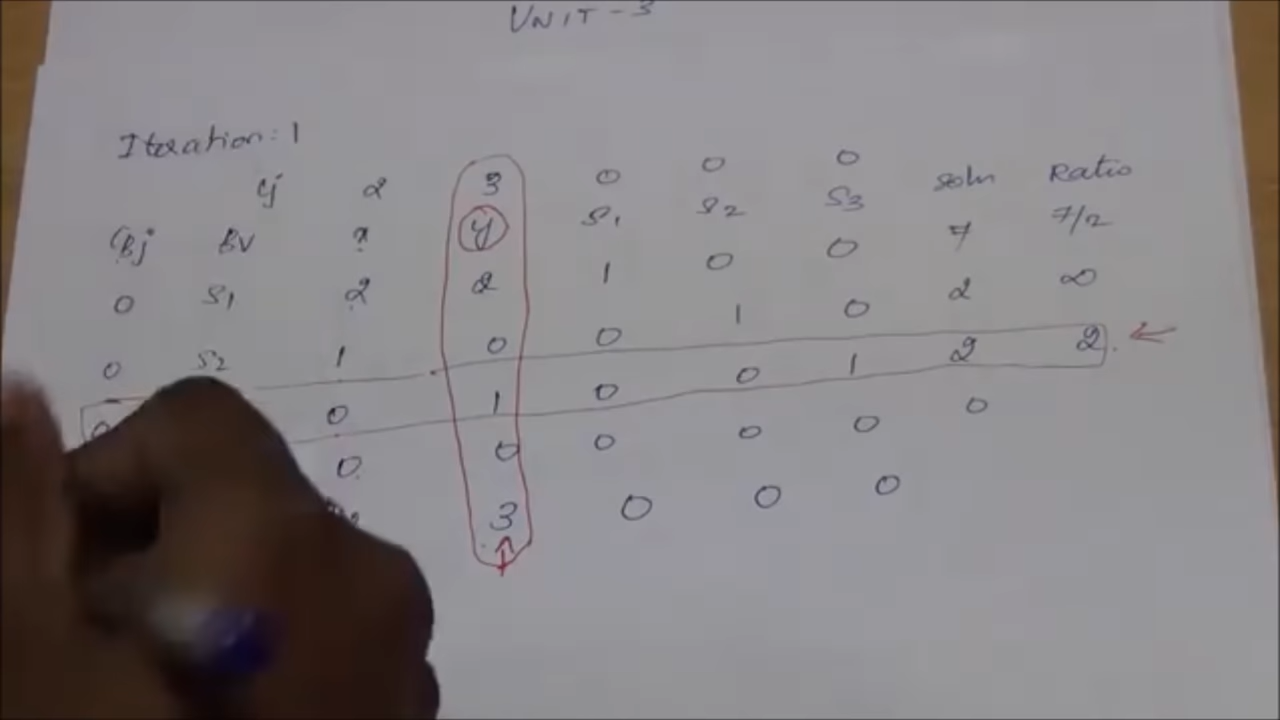 UNIT-3
Iteration: 1
Cj 2 3 0 0 0 soln Ratio
CBj BV x y S1 S2 S3
0 S1 2 2 1 0 0 7 7/2
0 S2 1 0 0 1 0 2 ∞
0 0 1 0 0 1 2 2
0 0 0 0 0 0
3 0 0 0